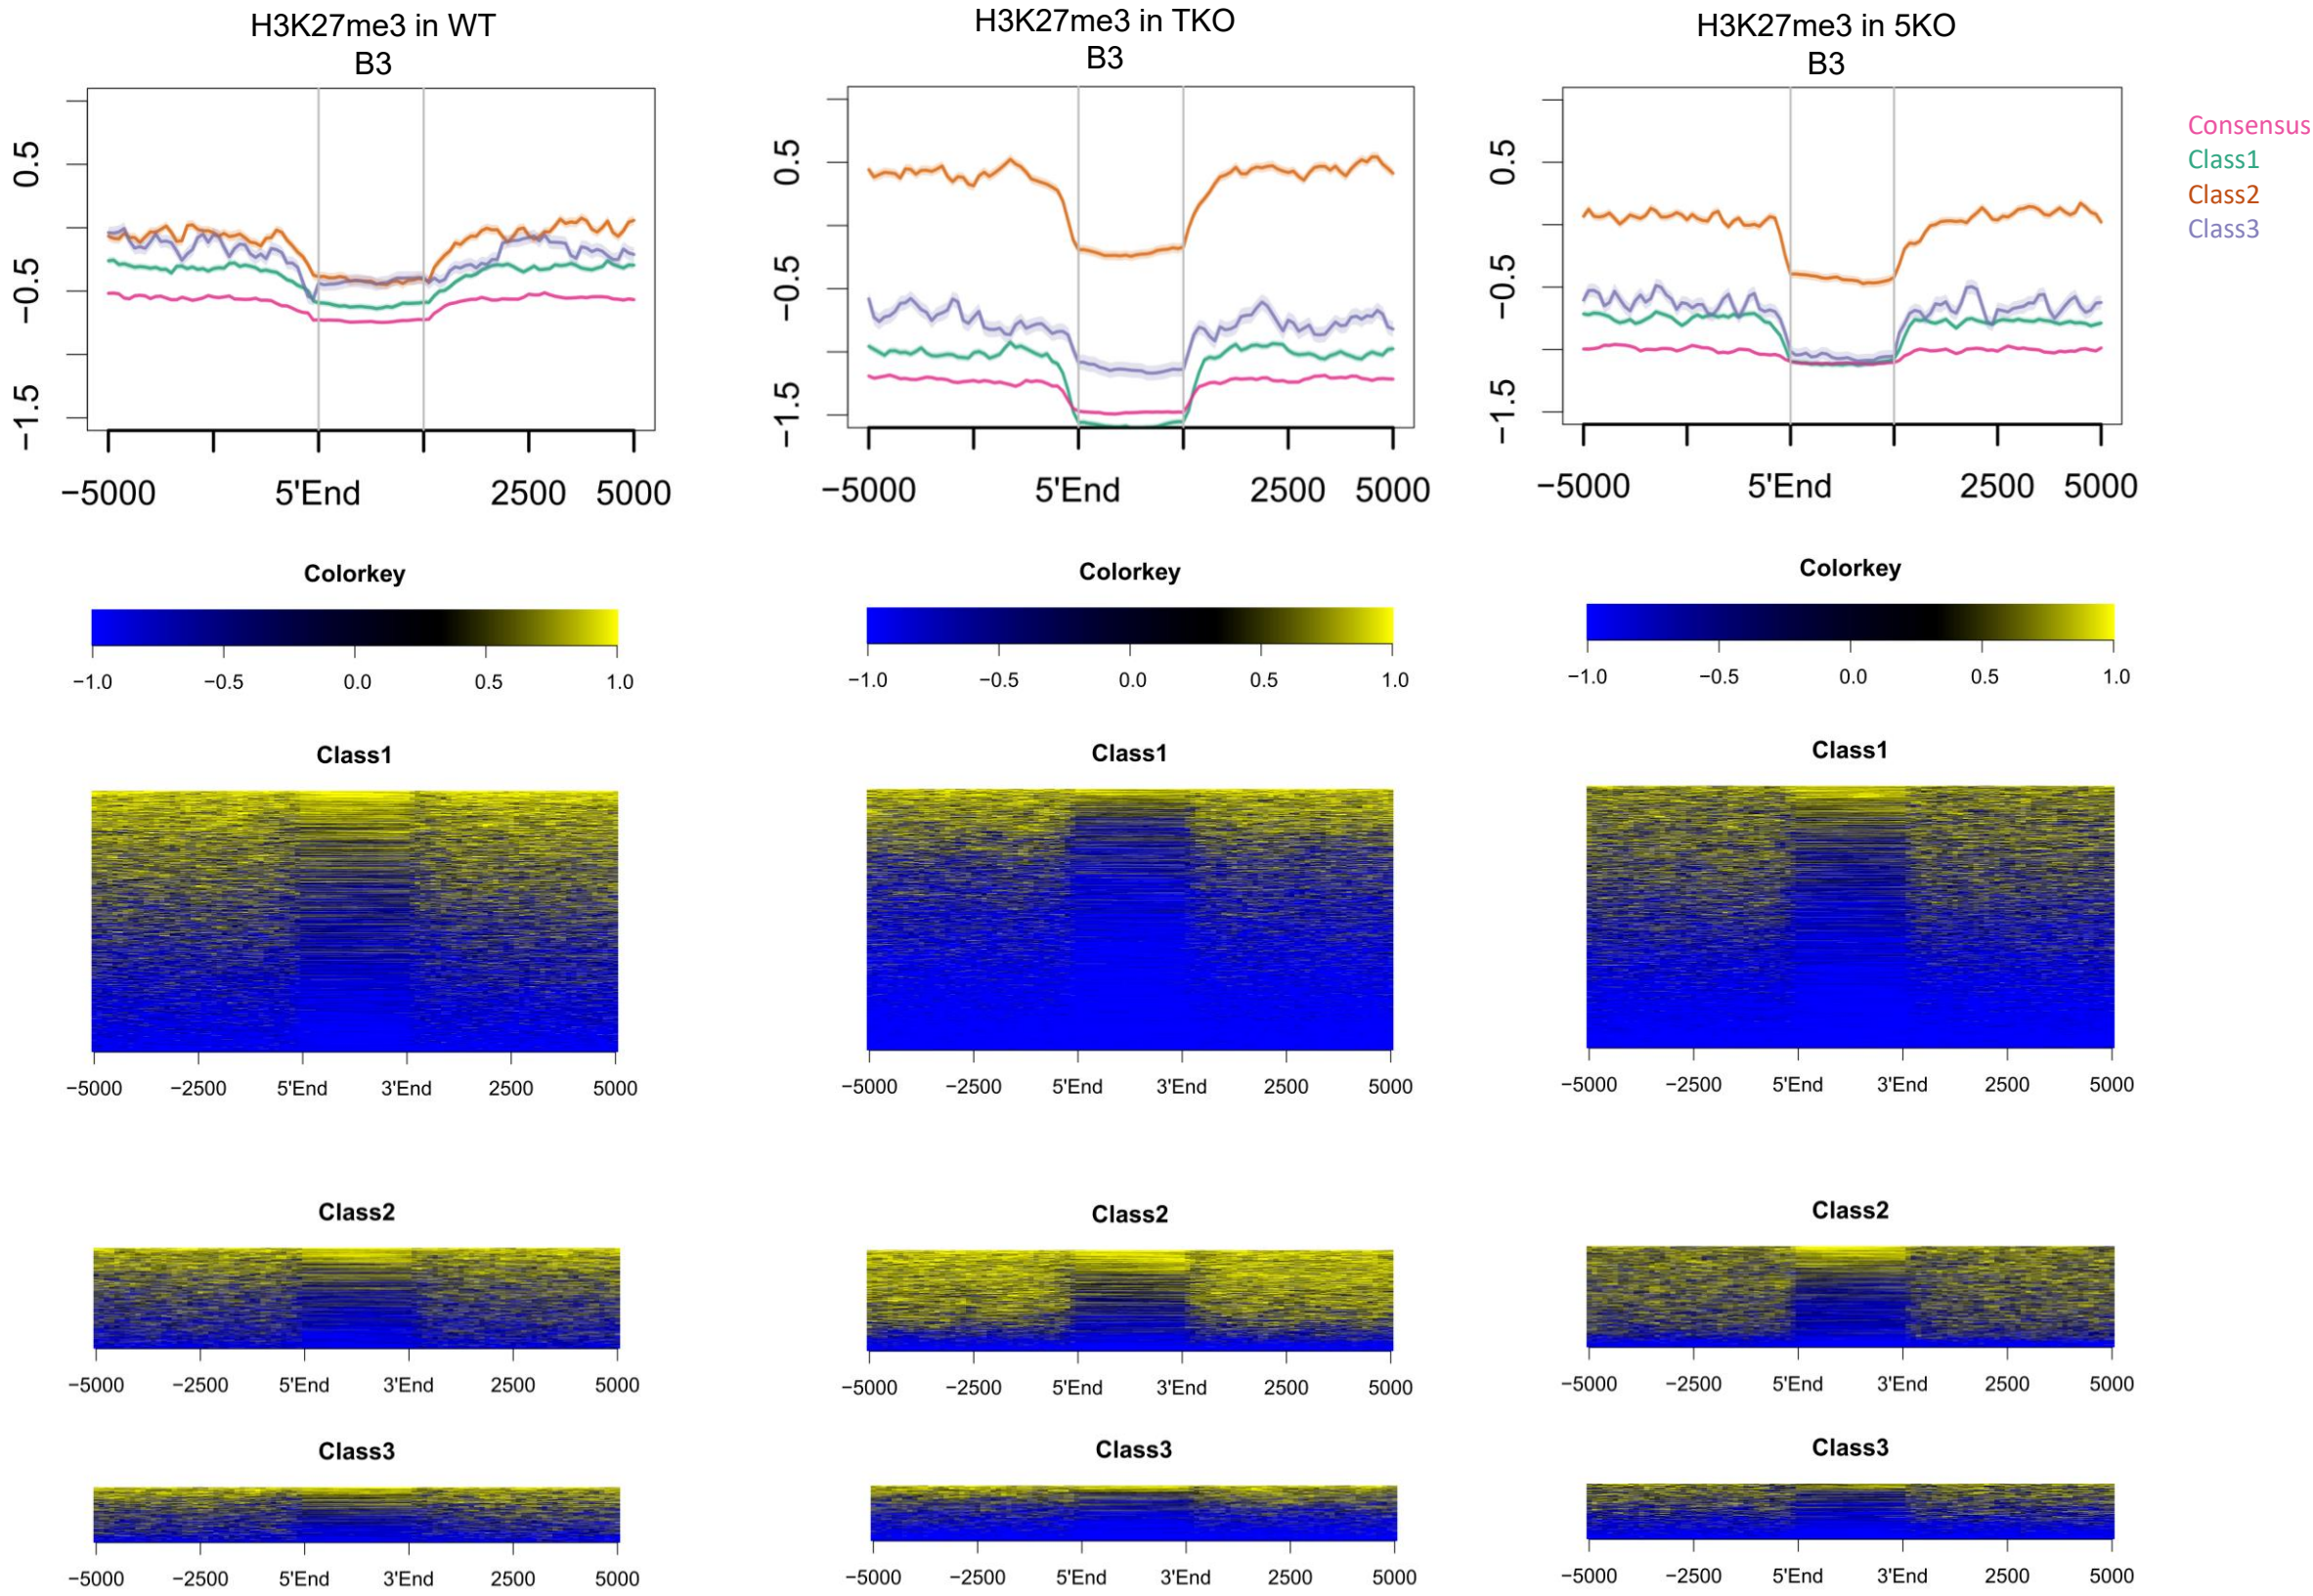 H3K27me3 in WT
B3
H3K27me3 in TKO
B3
H3K27me3 in 5KO
B3
Consensus
Class1
Class2
Class3
0.5
−0.5
−1.5
−5000 5'End 2500 5000
0.5
−0.5
−1.5
−5000 5'End 2500 5000
0.5
−0.5
−1.5
−5000 5'End 2500 5000
Colorkey
−1.0 −0.5 0.0 0.5 1.0
Colorkey
−1.0 −0.5 0.0 0.5 1.0
Colorkey
−1.0 −0.5 0.0 0.5 1.0
Class1
−5000 −2500 5'End 3'End 2500 5000
Class1
−5000 −2500 5'End 3'End 2500 5000
Class1
−5000 −2500 5'End 3'End 2500 5000
Class2
−5000 −2500 5'End 3'End 2500 5000
Class2
−5000 −2500 5'End 3'End 2500 5000
Class2
−5000 −2500 5'End 3'End 2500 5000
Class3
−5000 −2500 5'End 3'End 2500 5000
Class3
−5000 −2500 5'End 3'End 2500 5000
Class3
−5000 −2500 5'End 3'End 2500 5000